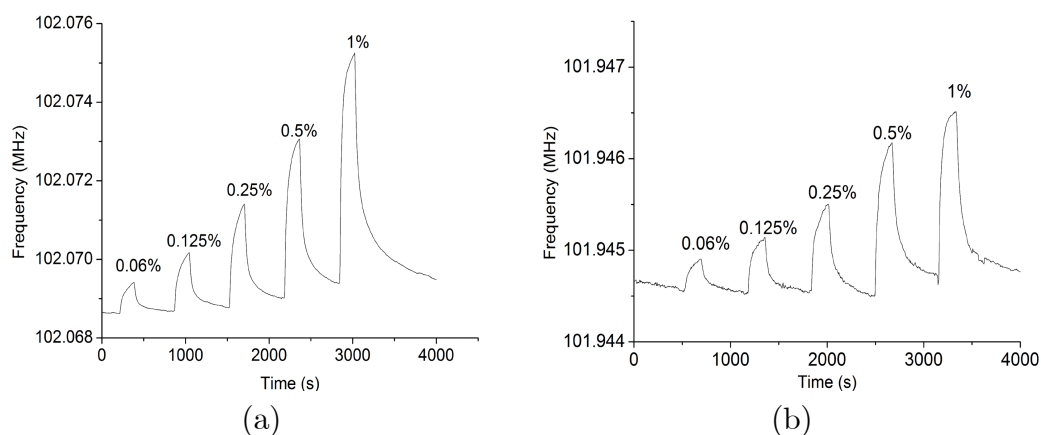 102.076
102.074
102.072
102.070
102.068
Frequency (MHz)
0.06%
0.125%
0.25%
0.5%
1%
0 1000 2000 3000 4000
Time (s)
(a)
101.947
101.946
101.945
101.944
Frequency (MHz)
0.06%
0.125%
0.25%
0.5%
1%
0 1000 2000 3000 4000
Time (s)
(b)